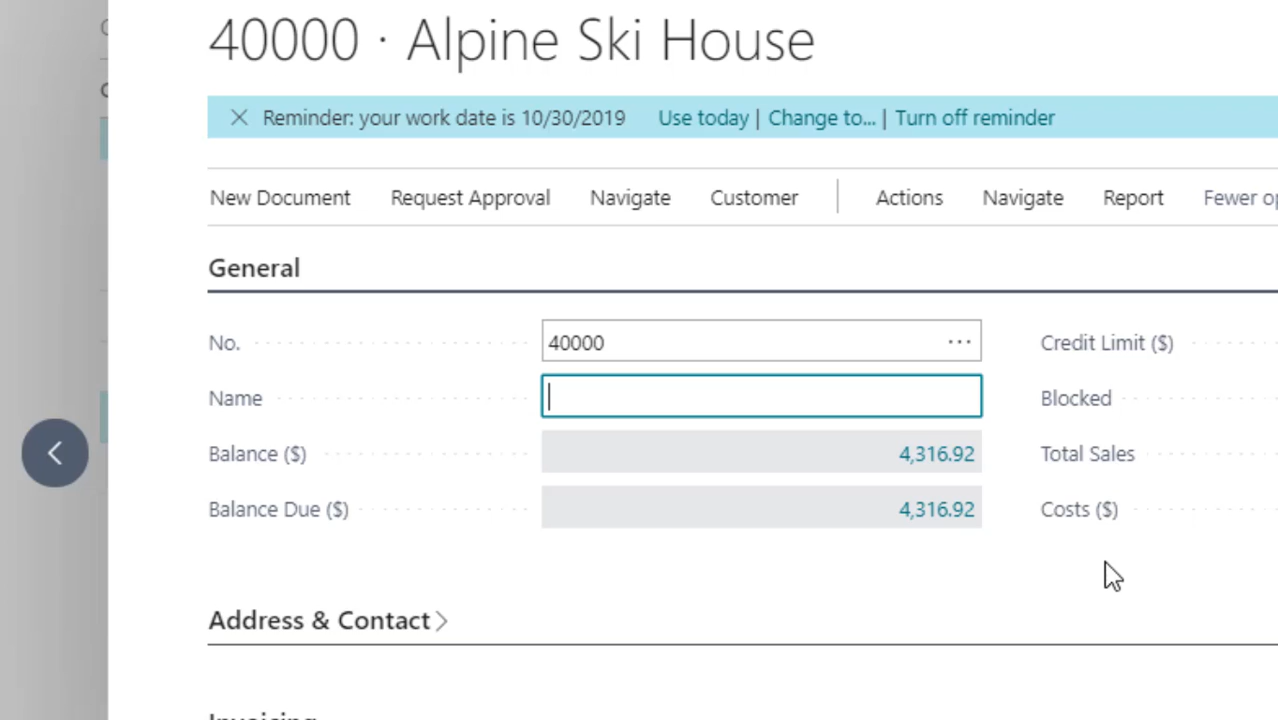 40000 · Alpine Ski House
Reminder: your work date is 10/30/2019 Use today | Change to... | Turn off reminder
New Document Request Approval Navigate Customer Actions Navigate Report Fewer
General
No. 40000 ··· Credit Limit ($)
Name Blocked
Balance ($) 4,316.92 Total Sales
Balance Due ($) 4,316.92 Costs ($)
Address & Contact
Invoicing